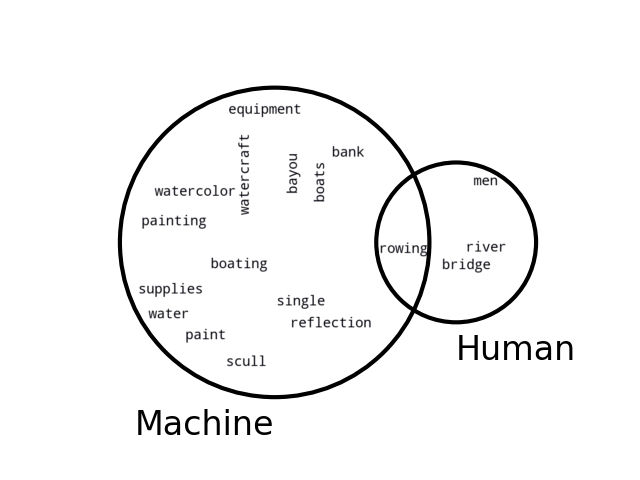 equipment
watercraft
bayou
boats
bank
watercolor
painting
boating
supplies
water
single
reflection
paint
scull
rowing
men
river
bridge
Human
Machine